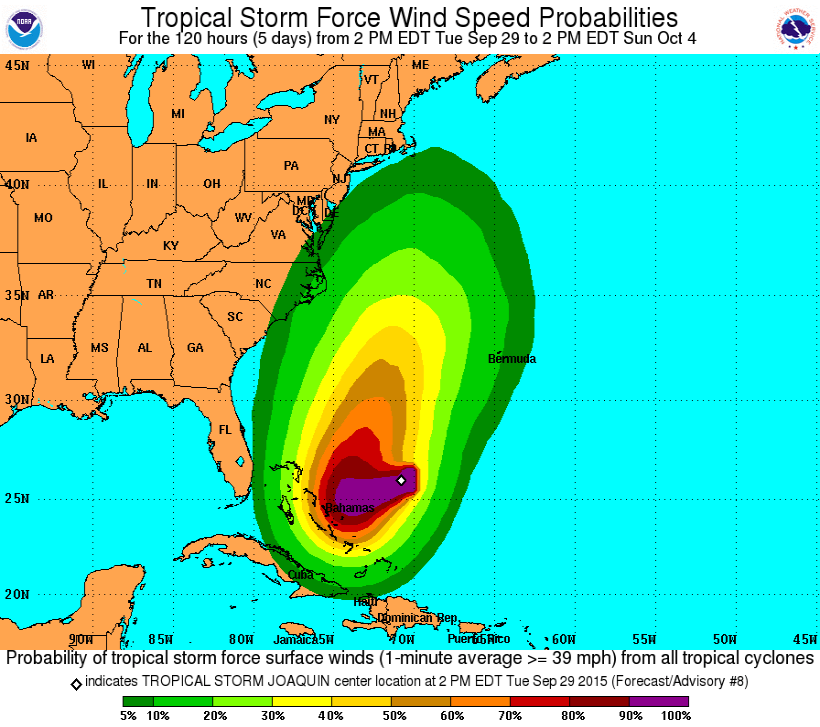 Tropical Storm Force Wind Speed Probabilities
For the 120 hours (5 days) from 2 PM EDT Tue Sep 29 to 2 PM EDT Sun Oct 4
NOAA
45N
WI
ME
VT
MI
NH
NY
MA
IA
CT RI
PA
NJ
40N
IL
IN
OH
MD
DC
DE
MO
WV
VA
KY
TN
NC
35N
AR
SC
MS
AL
GA
LA
Bermuda
30N
FL
25N
Bahamas
Cuba
20N
Haiti
Dominican Rep.
90W
85W
80W
Jamaica
75W
70W
Puerto Rico
65W
60W
55W
50W
45W
Probability of tropical storm force surface winds (1-minute average >= 39 mph) from all tropical cyclones
indicates TROPICAL STORM JOAQUIN center location at 2 PM EDT Tue Sep 29 2015 (Forecast/Advisory #8)
5% 10% 20% 30% 40% 50% 60% 70% 80% 90% 100%